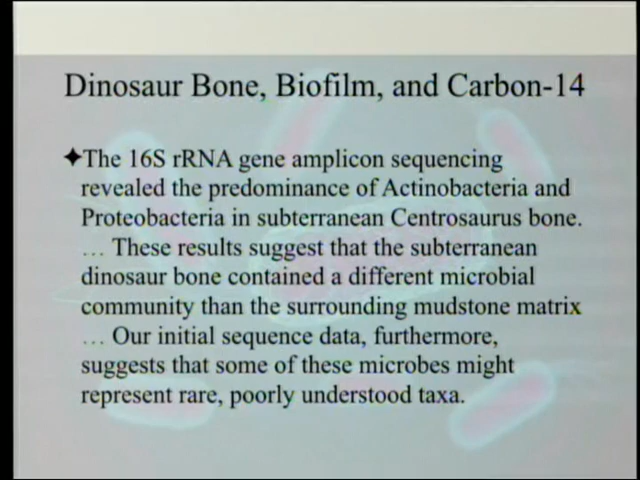 Dinosaur Bone, Biofilm, and Carbon-14
✦The 16S rRNA gene amplicon sequencing
revealed the predominance of Actinobacteria and
Proteobacteria in subterranean Centrosaurus bone.
… These results suggest that the subterranean
dinosaur bone contained a different microbial
community than the surrounding mudstone matrix
… Our initial sequence data, furthermore,
suggests that some of these microbes might
represent rare, poorly understood taxa.